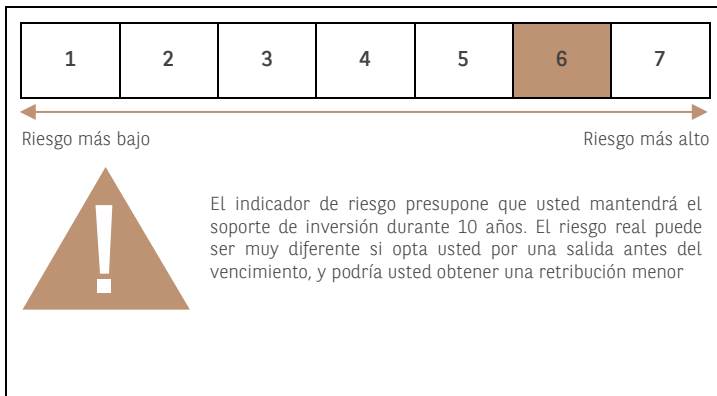 1 2 3 4 5 6 7
Riesgo más bajo Riesgo más alto
!
El indicador de riesgo presupone que usted mantendrá el
soporte de inversión durante 10 años. El riesgo real puede
ser muy diferente si opta usted por una salida antes del
vencimiento, y podría usted obtener una retribución menor